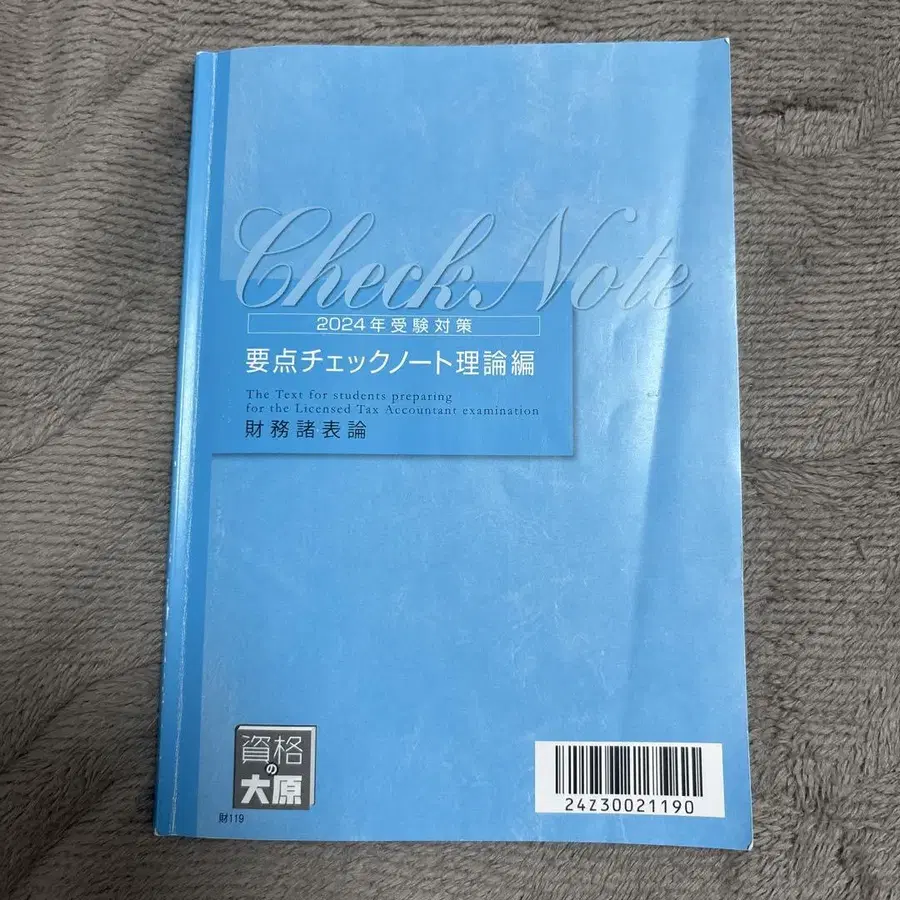 Check Note
2024年受験対策
要点チェックノート理論編
The Text for students preparing
for the Licensed Tax Accountant examination
財務諸表論
資格
の
大原
財119
24Z30021190